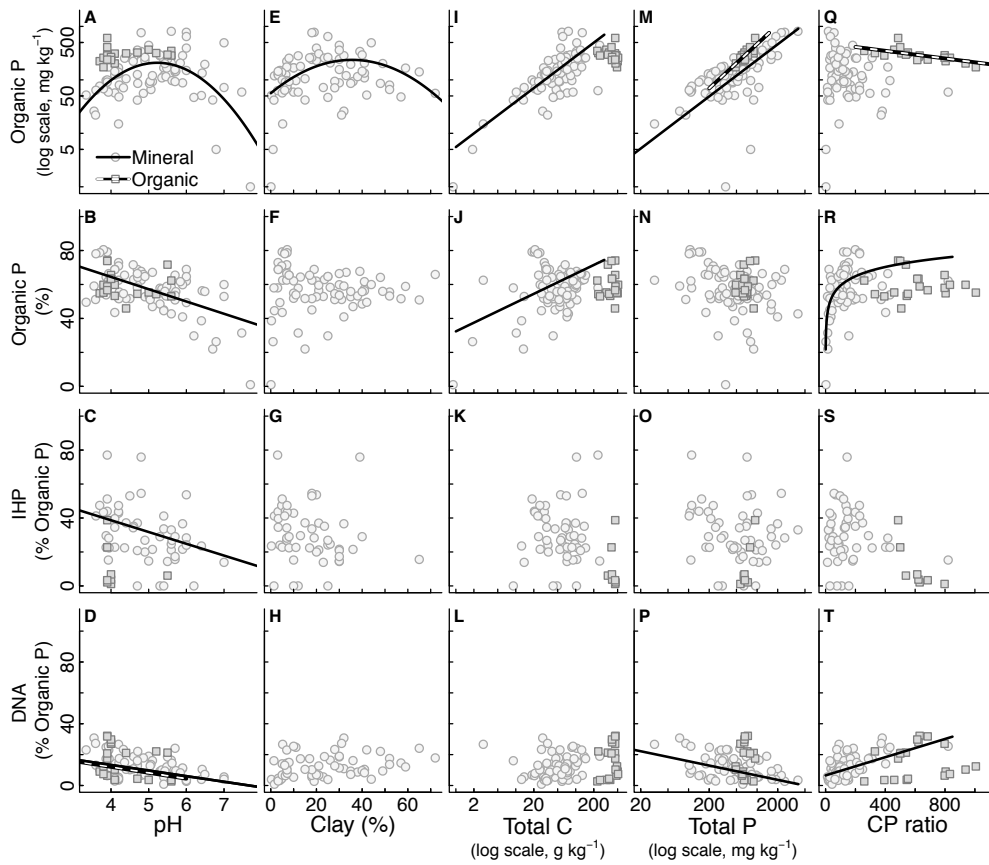 A E I M Q
Organic P
(log scale, mg kg⁻¹)
500
50
5
Mineral
Organic
B F J N R
Organic P
(%)
80
40
0
C G K O S
IHP
(% Organic P)
80
40
0
D H L P T
DNA
(% Organic P)
80
40
0
4 5 6 7 0 20 40 60 2 20 200 20 200 2000 0 400 800
pH Clay (%) Total C Total P CP ratio
(log scale, g kg⁻¹) (log scale, mg kg⁻¹)